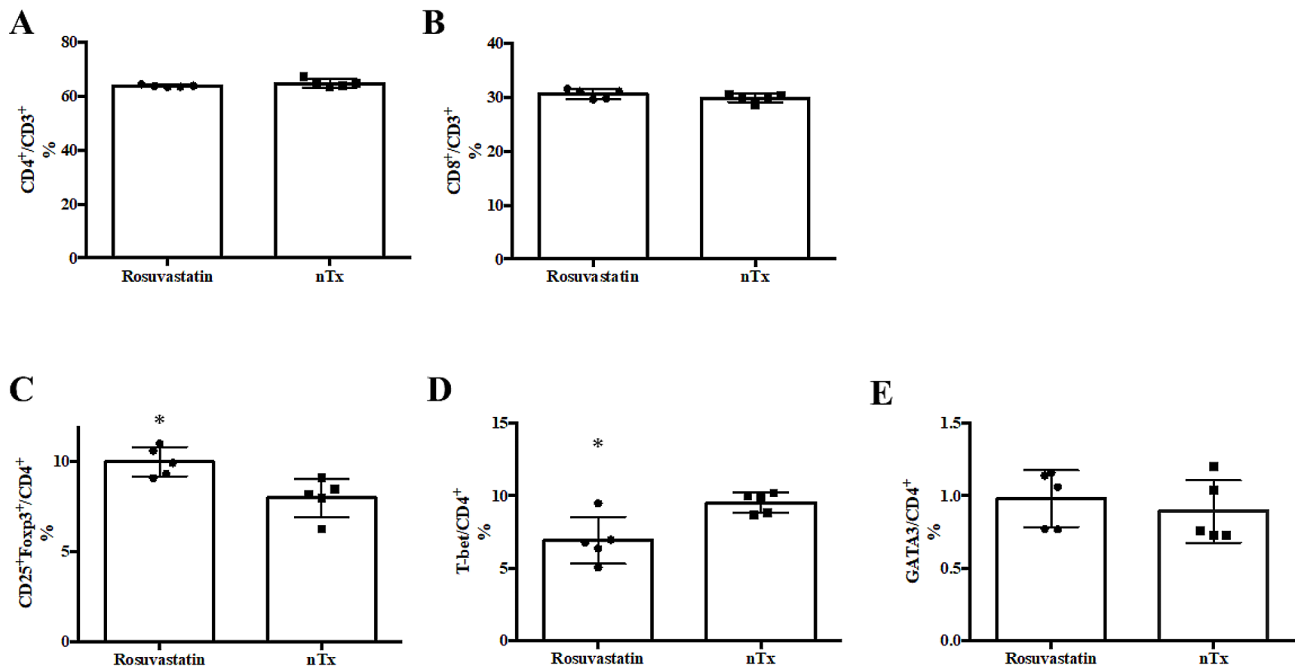 A
CD4⁺/CD3⁺
%
80
60
40
20
0
Rosuvastatin
nTx
B
CD8⁺/CD3⁺
%
40
30
20
10
0
Rosuvastatin
nTx
C
CD25⁺Foxp3⁺/CD4⁺
%
10
5
0
*
Rosuvastatin
nTx
D
T-bet/CD4⁺
%
15
10
5
0
*
Rosuvastatin
nTx
E
GATA3/CD4⁺
%
1.5
1.0
0.5
0.0
Rosuvastatin
nTx